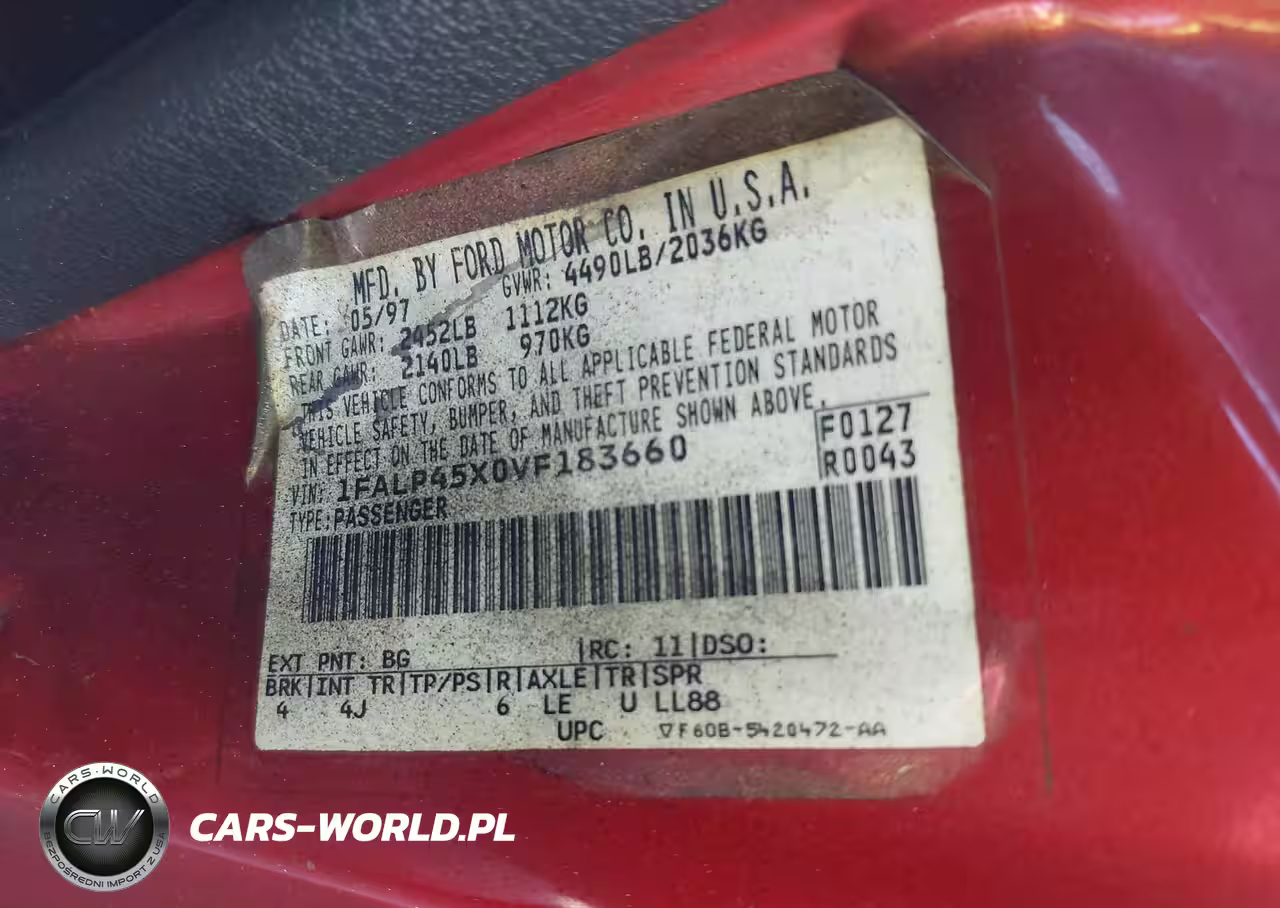 MFD. BY FORD MOTOR CO. IN U.S.A.
DATE: 05/97 GVWR: 4490LB/2036KG
FRONT GAWR: 2452LB 1112KG
REAR GAWR: 2140LB 970KG
THIS VEHICLE CONFORMS TO ALL APPLICABLE FEDERAL MOTOR
VEHICLE SAFETY, BUMPER, AND THEFT PREVENTION STANDARDS
IN EFFECT ON THE DATE OF MANUFACTURE SHOWN ABOVE.
VIN: 1FALP45X0VF183660 F0127
TYPE: PASSENGER R0043
EXT PNT: BG |RC: 11|DSO:
BRK|INT TR|TP/PS|R|AXLE|TR|SPR
4 4J 6 LE U LL88
UPC ▽F60B-5420472-AA
CARS-WORLD
CW
BEZPOŚREDNI IMPORT Z USA
CARS-WORLD.PL